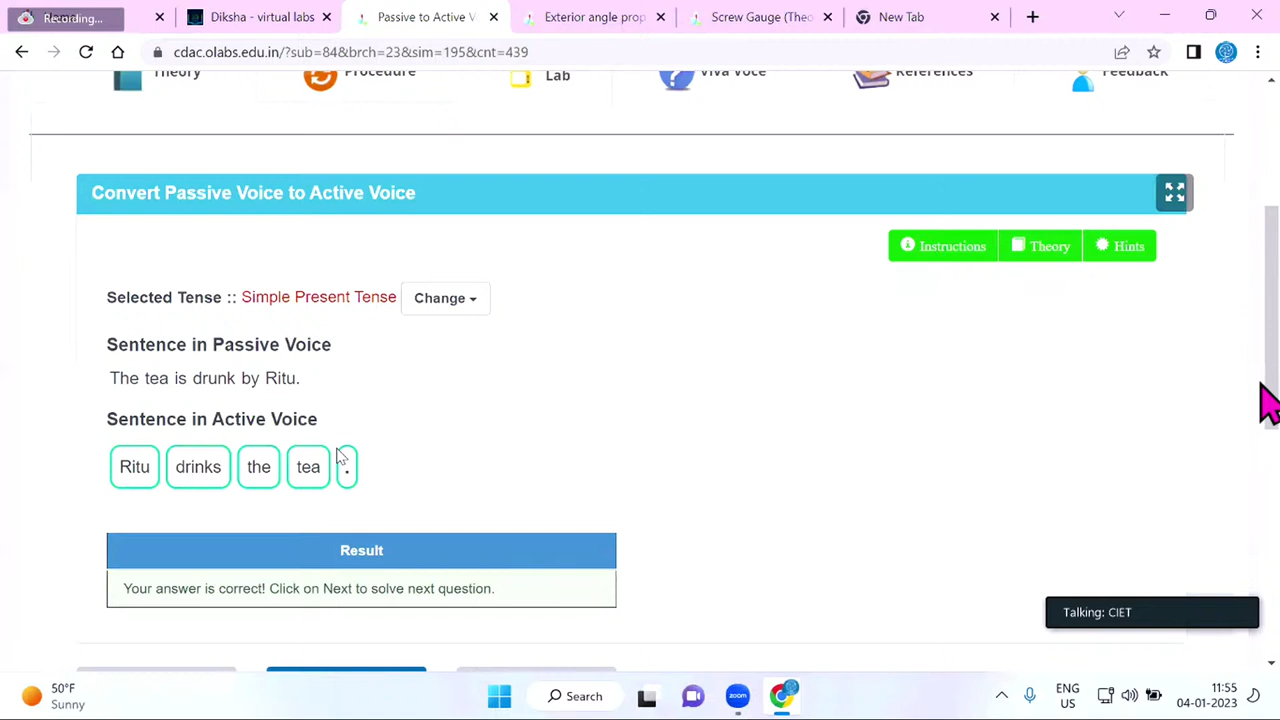 Recording...
Diksha - virtual labs
Passive to Active V
Exterior angle prop
Screw Gauge (Theo
New Tab
cdac.olabs.edu.in/?sub=84&brch=23&sim=195&cnt=439
Theory
Procedure
Lab
Viva Voce
References
Feedback
Convert Passive Voice to Active Voice
Instructions
Theory
Hints
Selected Tense :: Simple Present Tense
Change
Sentence in Passive Voice
The tea is drunk by Ritu.
Sentence in Active Voice
Ritu drinks the tea .
Result
Your answer is correct! Click on Next to solve next question.
Talking: CIET
50°F
Sunny
Search
zoom
ENG
US
11:55
04-01-2023